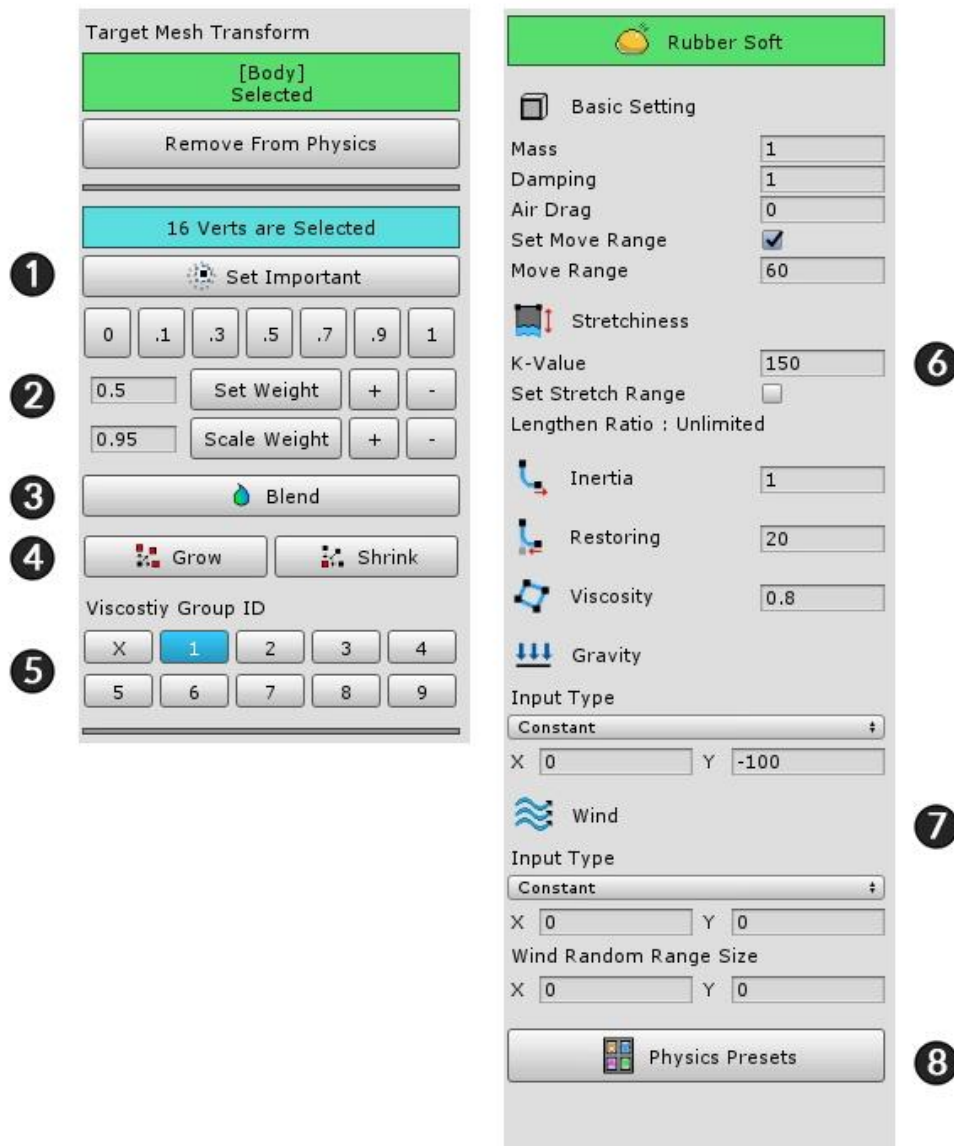 Target Mesh Transform
[Body]
Selected
Remove From Physics
16 Verts are Selected
1
Set Important
0 .1 .3 .5 .7 .9 1
2
0.5 Set Weight + -
0.95 Scale Weight + -
3
Blend
4
Grow Shrink
Viscostiy Group ID
5
X 1 2 3 4
5 6 7 8 9
Rubber Soft
Basic Setting
Mass 1
Damping 1
Air Drag 0
Set Move Range
Move Range 60
Stretchiness
K-Value 150
6
Set Stretch Range
Lengthen Ratio : Unlimited
Inertia 1
Restoring 20
Viscosity 0.8
Gravity
Input Type
Constant
X 0 Y -100
Wind
7
Input Type
Constant
X 0 Y 0
Wind Random Range Size
X 0 Y 0
Physics Presets
8